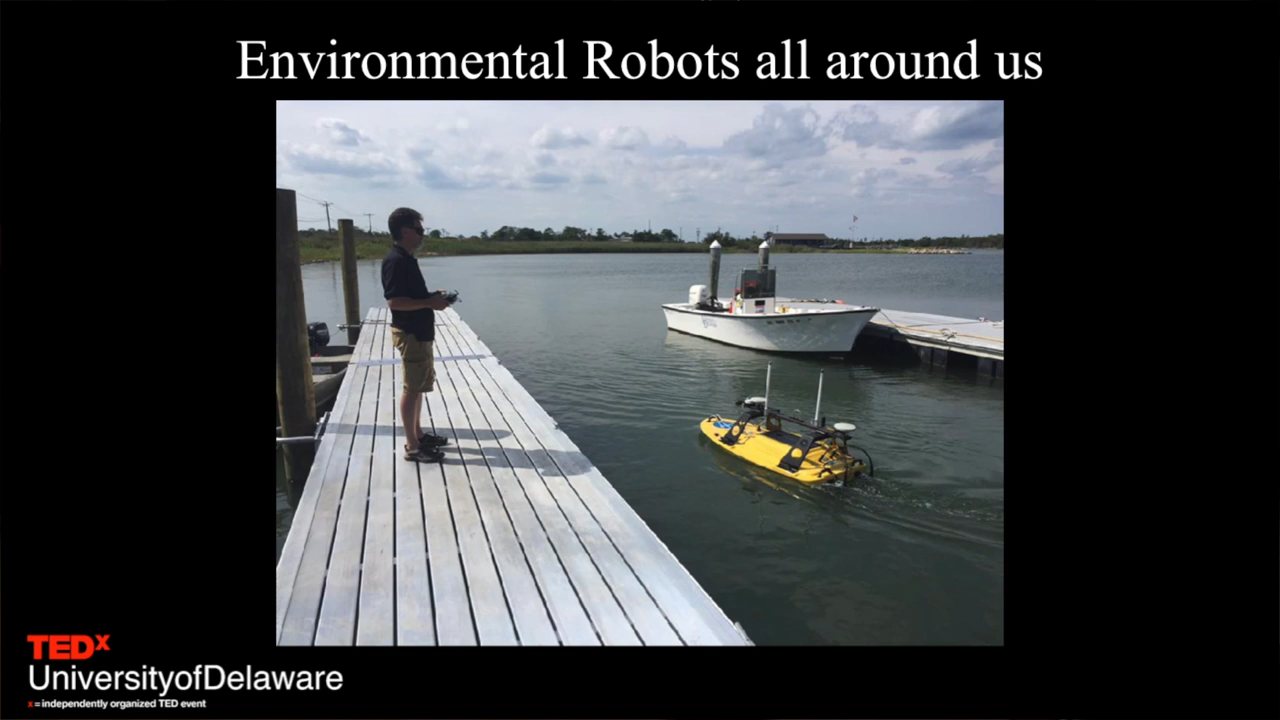 Environmental Robots all around us
TEDx
UniversityofDelaware
x = independently organized TED event